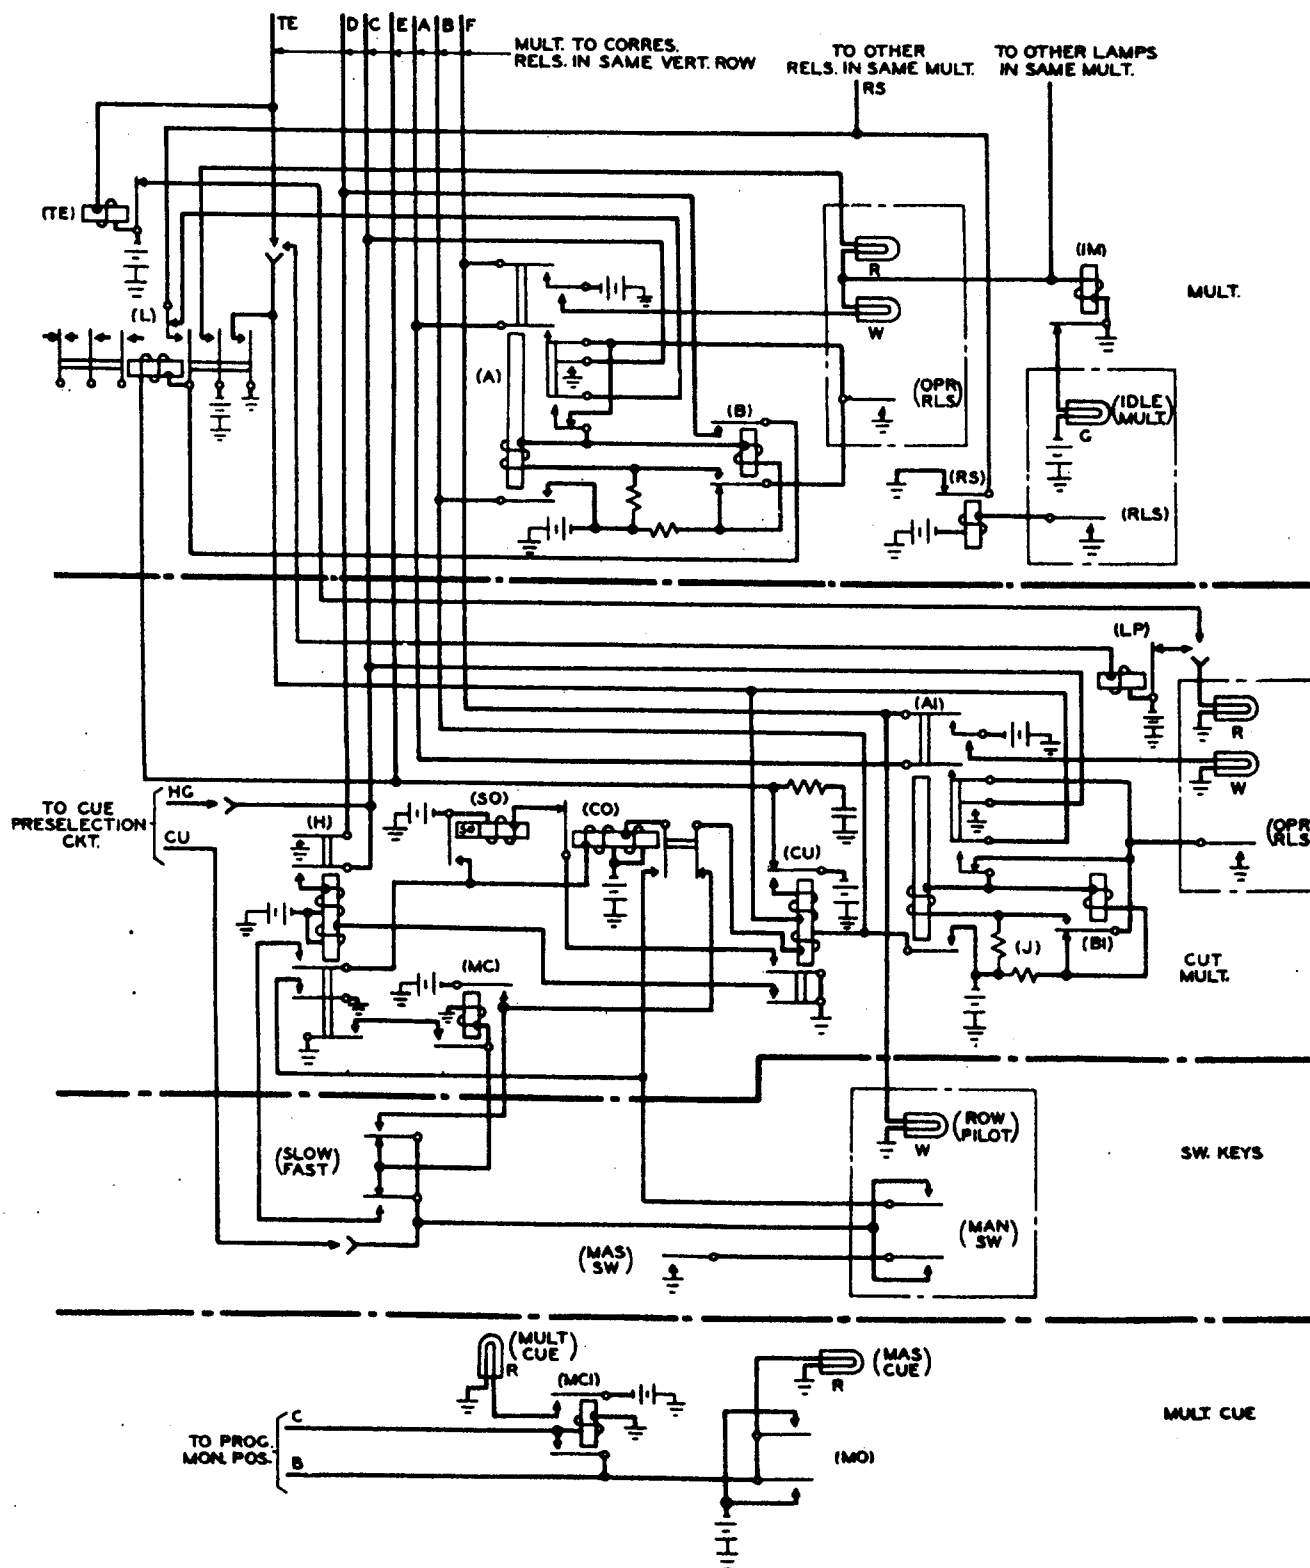 TE D C E A B F
MULT. TO CORRES.
RELS. IN SAME VERT. ROW
TO OTHER
RELS. IN SAME MULT.
RS
TO OTHER LAMPS
IN SAME MULT.
(TE)
(L)
(A)
(B)
R
W
(OPR
RLS)
(IM)
MULT.
(IDLE
MULT.)
G
(RS)
(RLS)
(LP)
(A1)
R
W
(OPR
RLS
TO CUE
PRESELECTION
CKT.
HG
CU
(H)
(SO)
SO
(CO)
(CU)
(J)
(B1)
(MC)
CUT
MULT.
(SLOW
FAST)
(ROW
PILOT)
W
SW. KEYS
(MAN
SW)
(MAS
SW)
(MULT
CUE)
R
(MC1)
(MAS
CUE)
R
TO PROG.
MON. POS.
C
B
(MO)
MULT. CUE